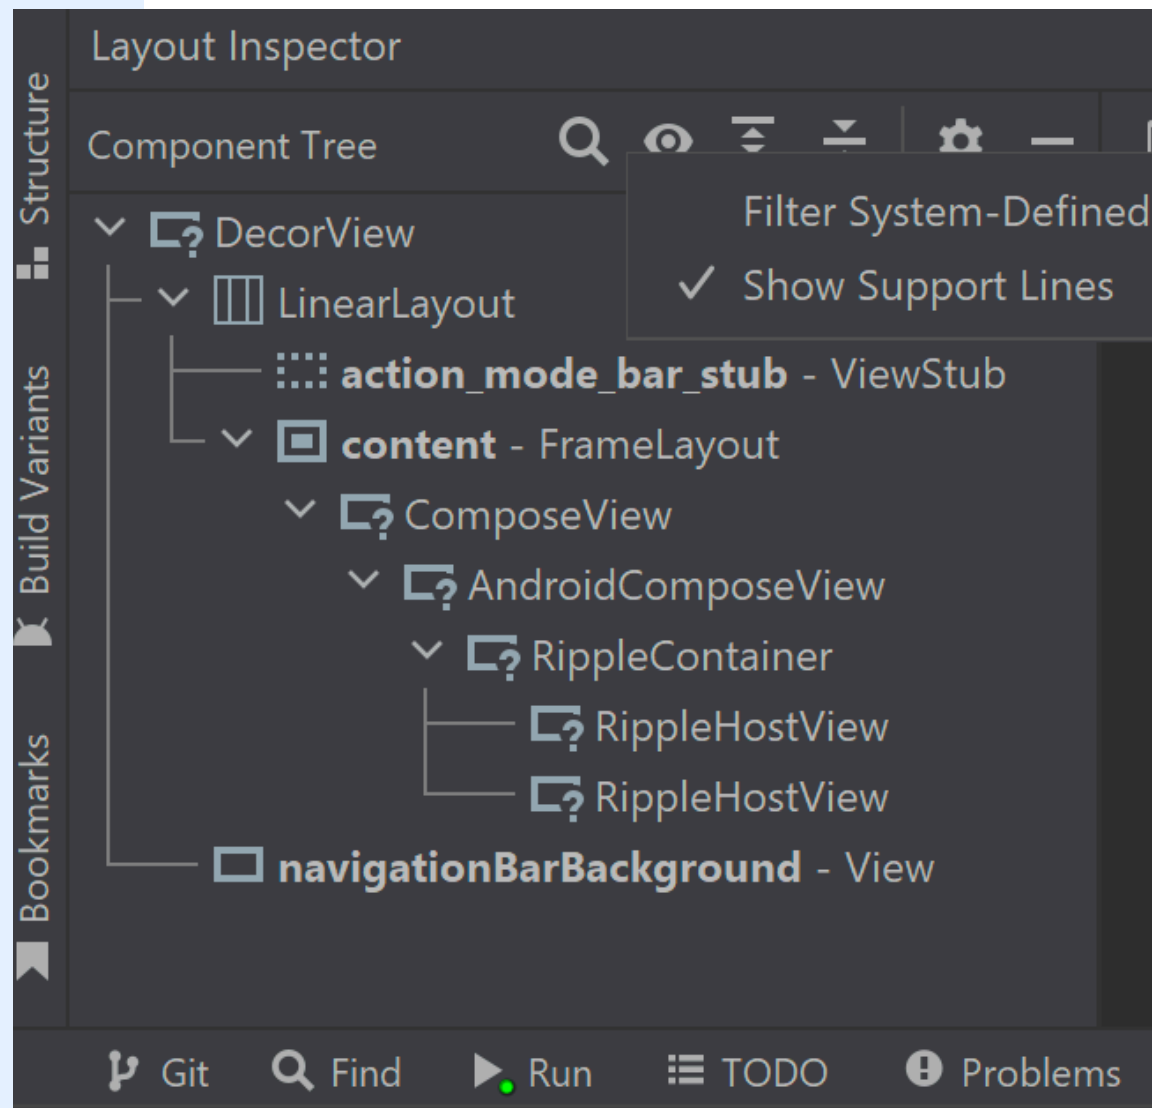 Layout Inspector
Component Tree
Filter System-Defined
Show Support Lines
DecorView
LinearLayout
action_mode_bar_stub - ViewStub
content - FrameLayout
ComposeView
AndroidComposeView
RippleContainer
RippleHostView
RippleHostView
navigationBarBackground - View
Structure
Build Variants
Bookmarks
Git
Find
Run
TODO
Problems